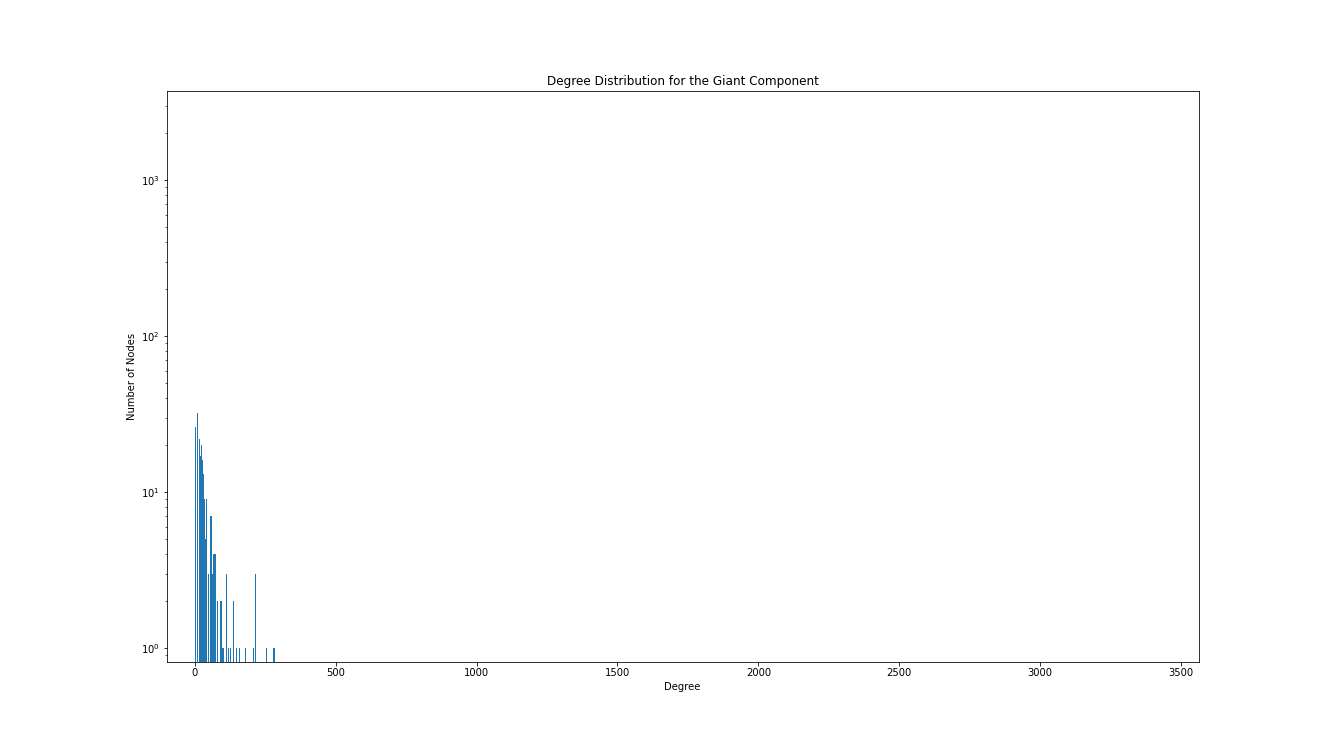 Degree Distribution for the Giant Component
10³
10²
10¹
10⁰
Number of Nodes
0 500 1000 1500 2000 2500 3000 3500
Degree